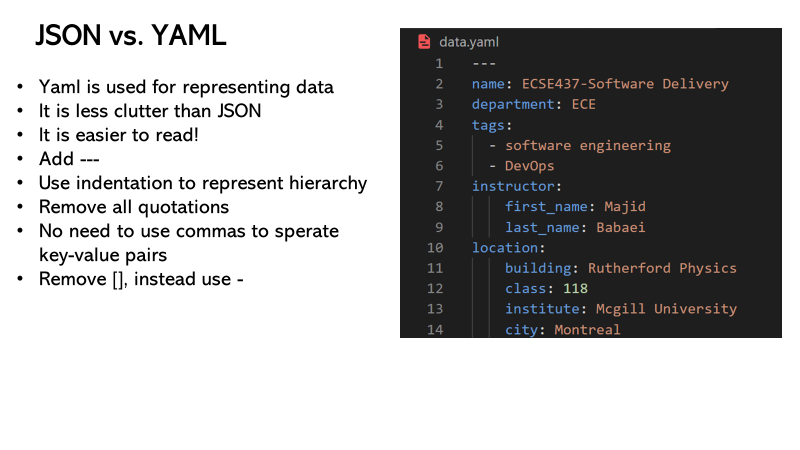 JSON vs. YAML
• Yaml is used for representing data
• It is less clutter than JSON
• It is easier to read!
• Add ---
• Use indentation to represent hierarchy
• Remove all quotations
• No need to use commas to sperate
key-value pairs
• Remove [], instead use -
data.yaml
1 ---
2 name: ECSE437-Software Delivery
3 department: ECE
4 tags:
5 - software engineering
6 - DevOps
7 instructor:
8 first_name: Majid
9 last_name: Babaei
10 location:
11 building: Rutherford Physics
12 class: 118
13 institute: Mcgill University
14 city: Montreal